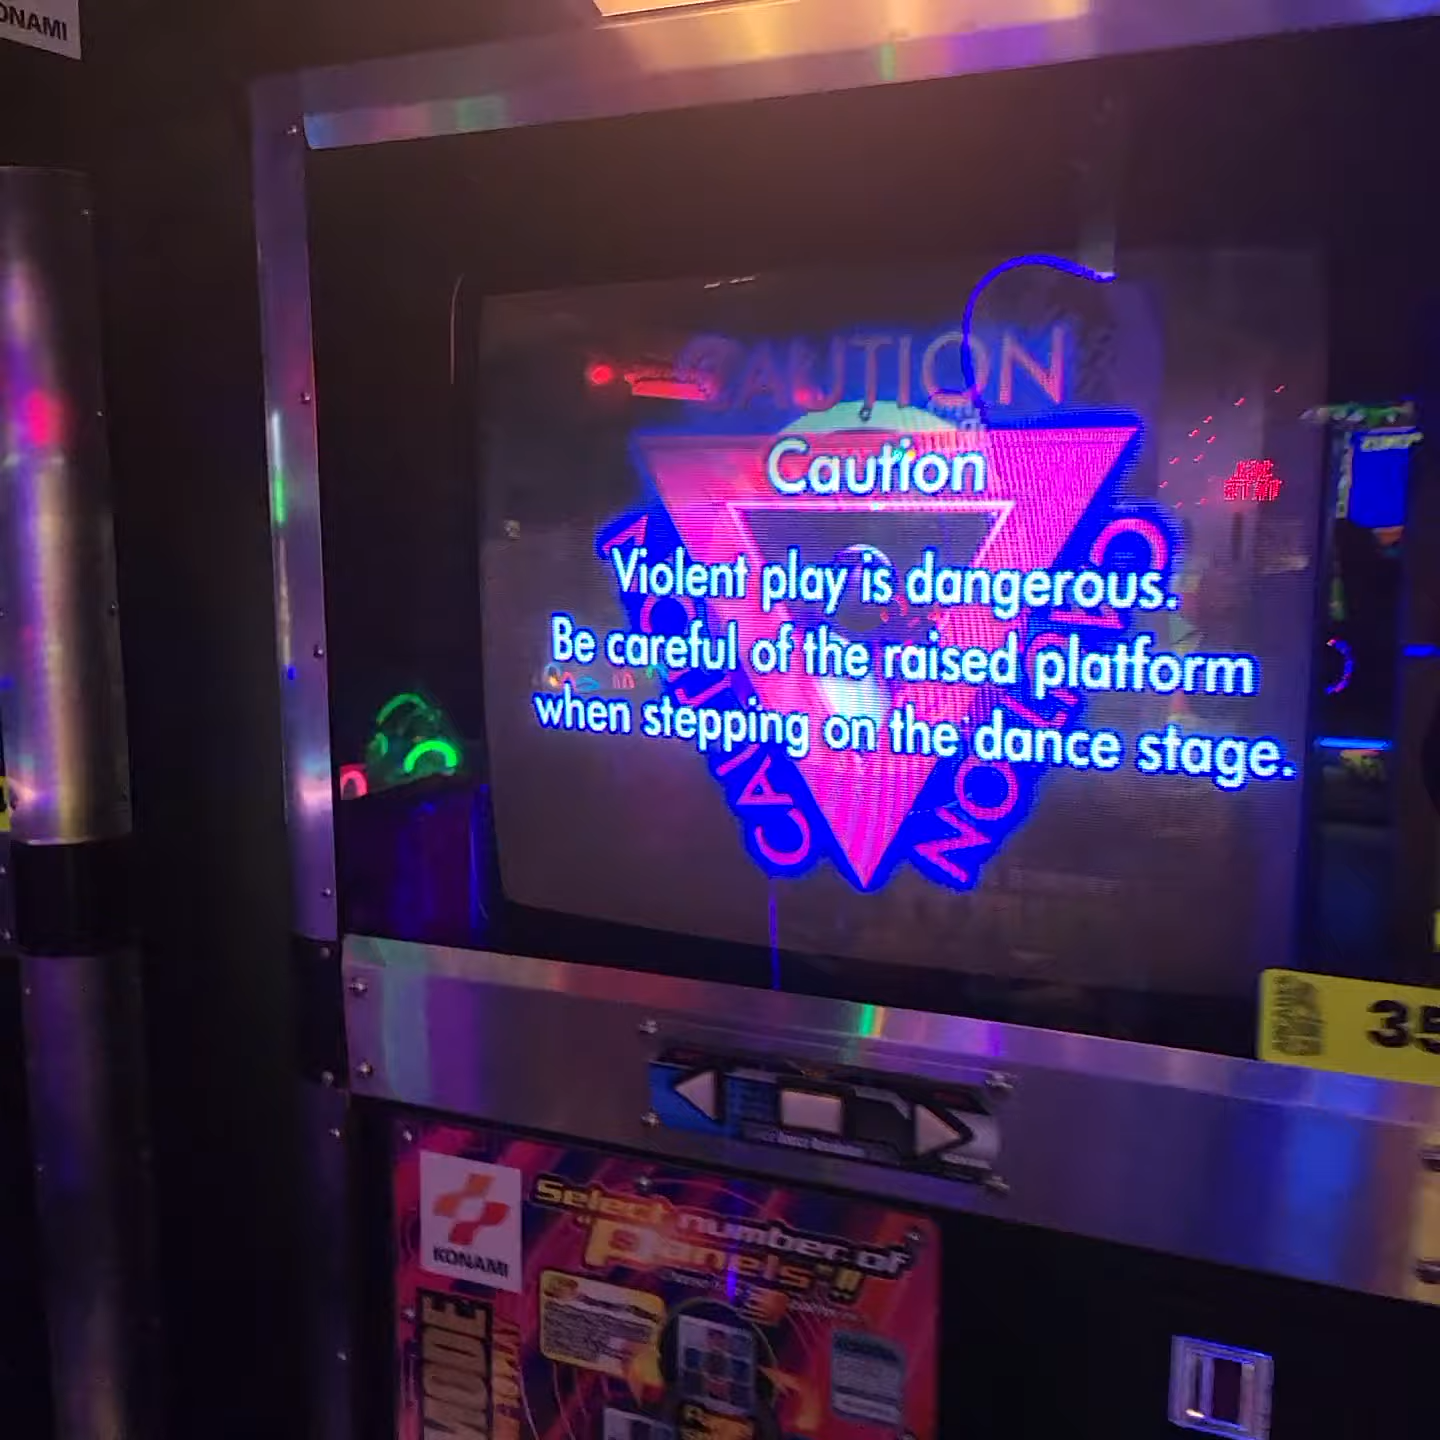 KONAMI
CAUTION
Caution
Violent play is dangerous.
Be careful of the raised platform
when stepping on the dance stage.
CAUTION
CAUTION
35
KONAMI
Select number of
"Panels"!!
MODE